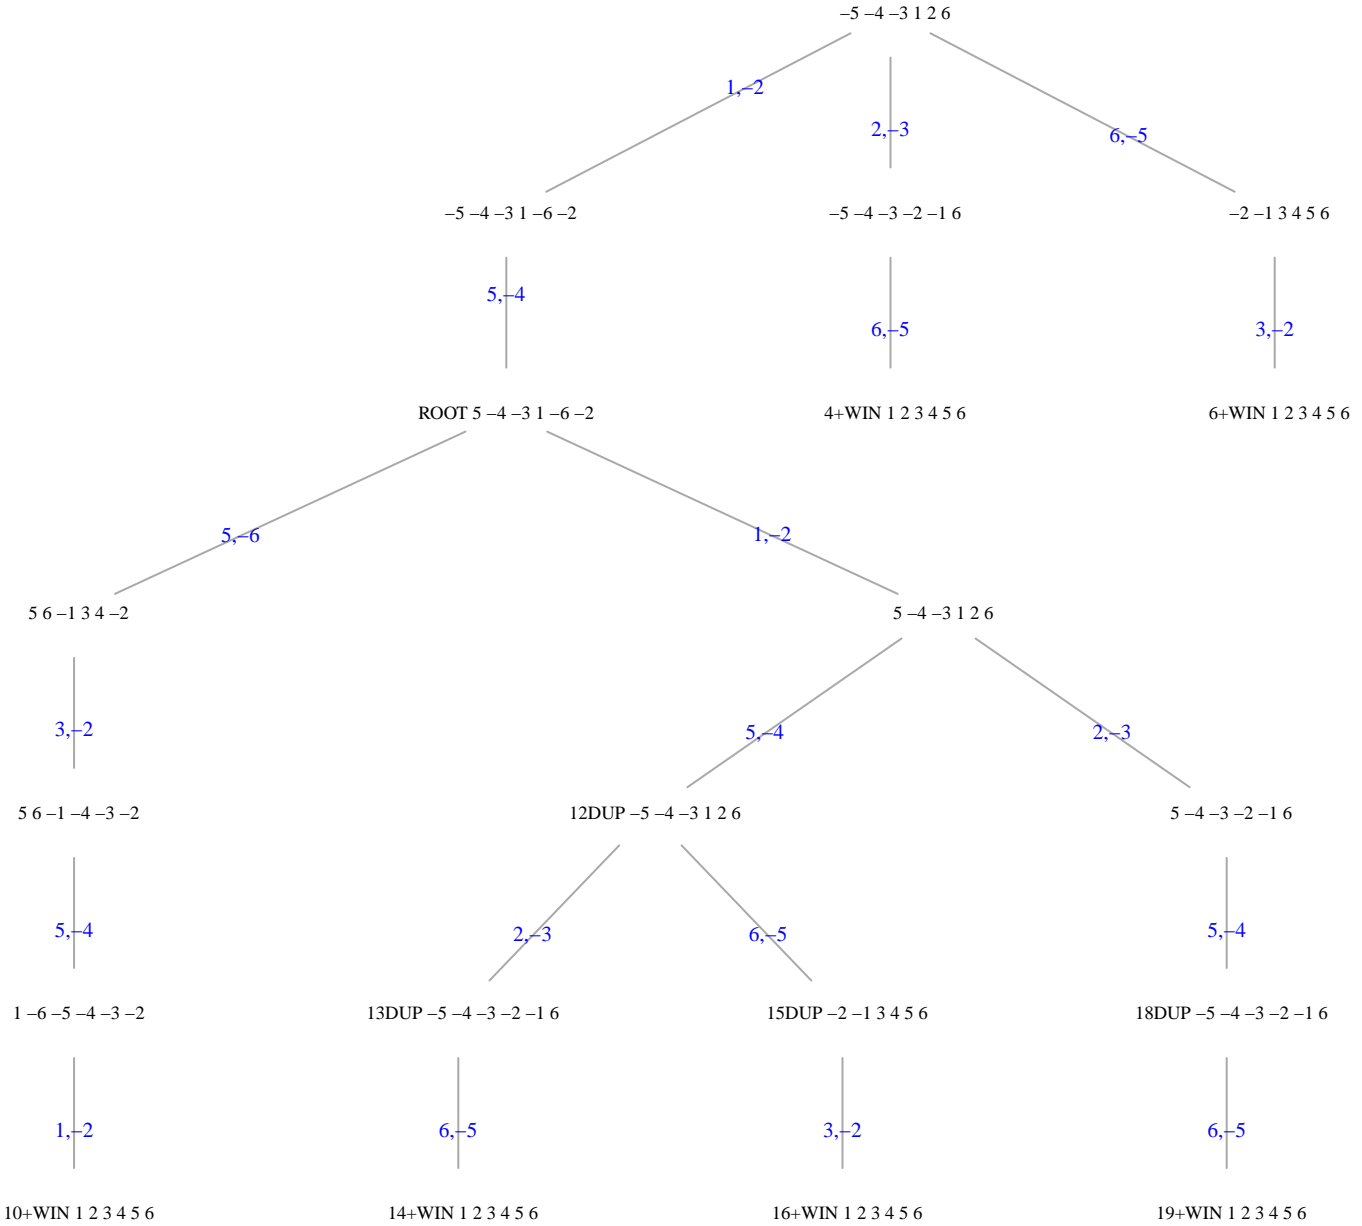 –5 –4 –3 1 2 6
1,–2
2,–3
6,–5
–5 –4 –3 1 –6 –2
–5 –4 –3 –2 –1 6
–2 –1 3 4 5 6
5,–4
6,–5
3,–2
ROOT 5 –4 –3 1 –6 –2
4+WIN 1 2 3 4 5 6
6+WIN 1 2 3 4 5 6
5,–6
1,–2
5 6 –1 3 4 –2
5 –4 –3 1 2 6
3,–2
5,–4
2,–3
5 6 –1 –4 –3 –2
12DUP –5 –4 –3 1 2 6
5 –4 –3 –2 –1 6
5,–4
2,–3
6,–5
5,–4
1 –6 –5 –4 –3 –2
13DUP –5 –4 –3 –2 –1 6
15DUP –2 –1 3 4 5 6
18DUP –5 –4 –3 –2 –1 6
1,–2
6,–5
3,–2
6,–5
10+WIN 1 2 3 4 5 6
14+WIN 1 2 3 4 5 6
16+WIN 1 2 3 4 5 6
19+WIN 1 2 3 4 5 6